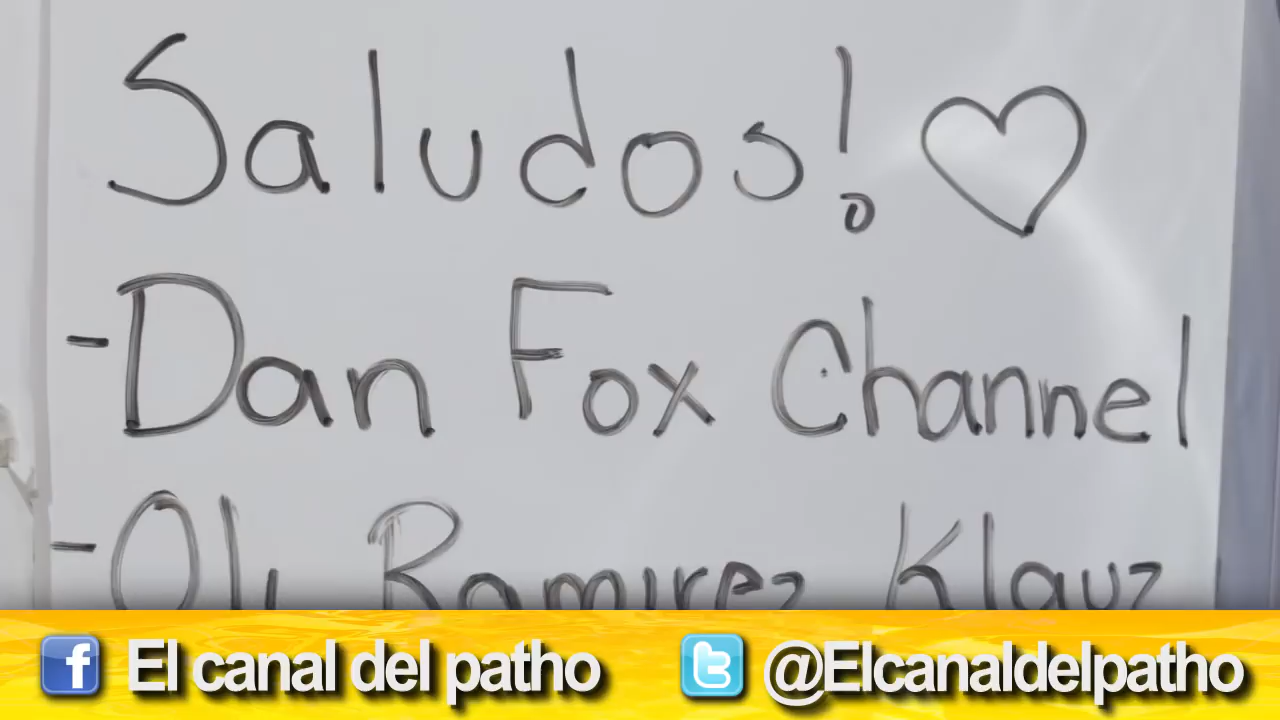 Saludos!
- Dan Fox Channel
- Oli Ramirez Klauz
El canal del patho
@Elcanaldelpatho